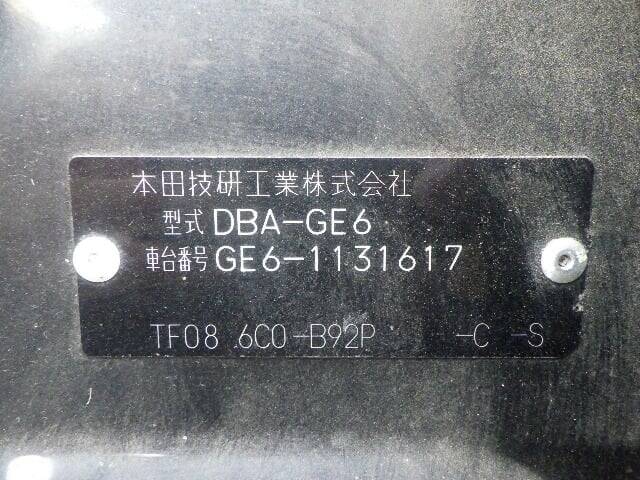 本田技研工業株式会社
型式 DBA-GE6
車台番号 GE6-1131617
TF08 6C0-B92P -C -S